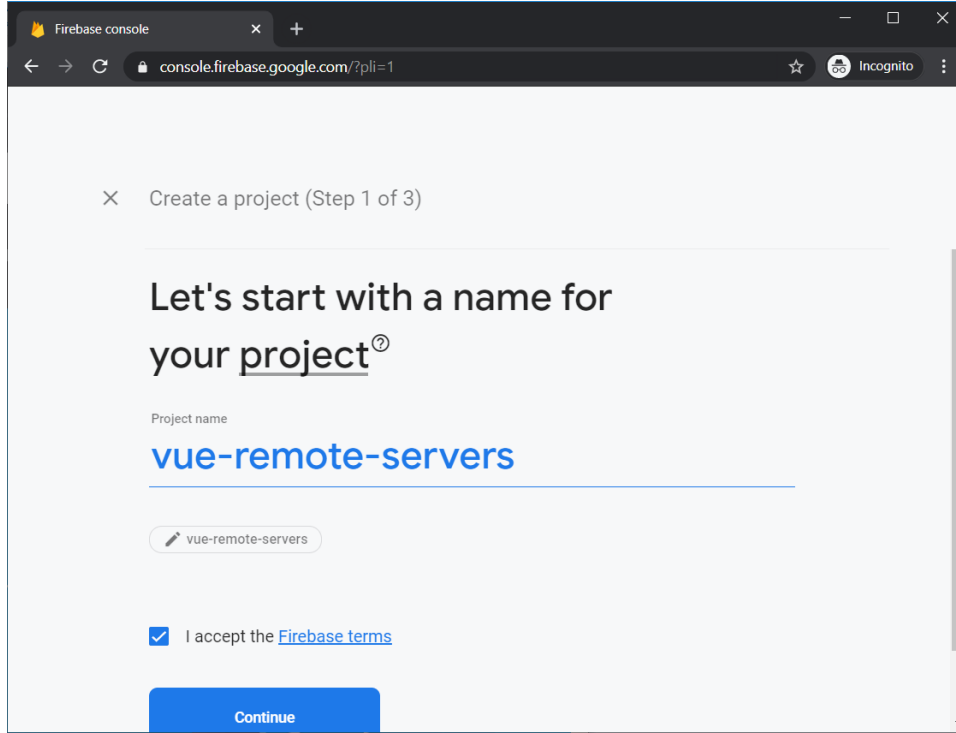 Firebase console
console.firebase.google.com/?pli=1
Incognito
Create a project (Step 1 of 3)
Let's start with a name for
your project
Project name
vue-remote-servers
vue-remote-servers
I accept the Firebase terms
Continue